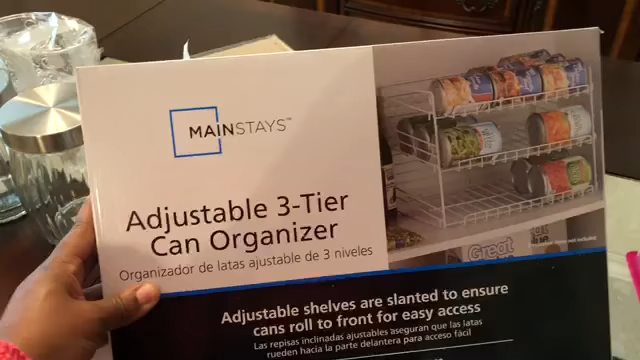 MAINSTAYS™
Adjustable 3-Tier
Can Organizer
Organizador de latas ajustable de 3 niveles
Great
Adjustable shelves are slanted to ensure
cans roll to front for easy access
Las repisas inclinadas ajustables aseguran que las latas
rueden hacia la parte delantera para acceso fácil